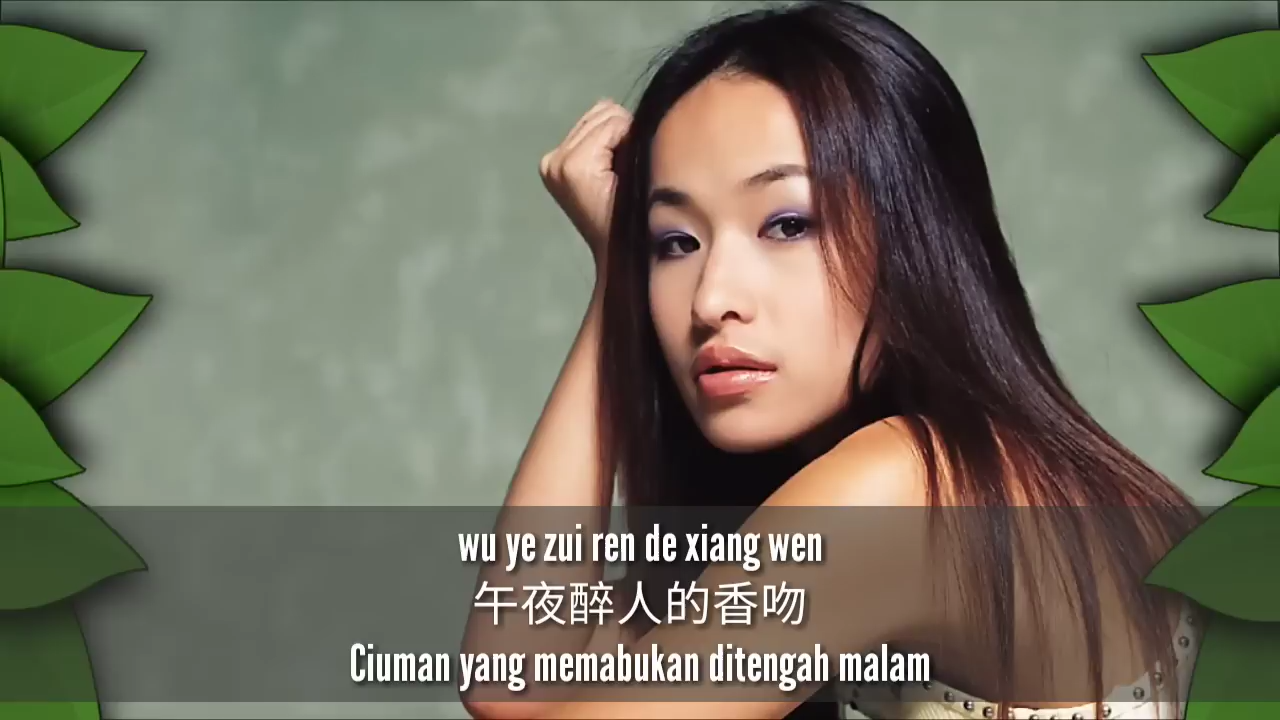 wu ye zui ren de xiang wen
午夜醉人的香吻
Ciuman yang memabukan ditengah malam